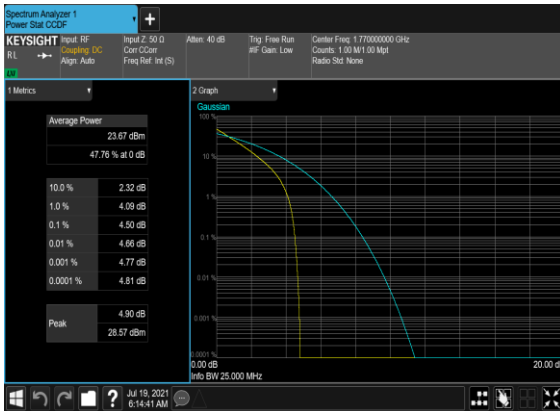 Spectrum Analyzer 1
Power Stat CCDF
+
KEYSIGHT
RL
LXI
Input: RF
Coupling: DC
Align: Auto
Input Z: 50 Ω
Corr CCorr
Freq Ref: Int (S)
Atten: 40 dB
Trig: Free Run
#IF Gain: Low
Center Freq: 1.770000000 GHz
Counts: 1.00 M/1.00 Mpt
Radio Std: None
1 Metrics
Average Power
23.67 dBm
47.76 % at 0 dB
10.0 % 2.32 dB
1.0 % 4.09 dB
0.1 % 4.50 dB
0.01 % 4.66 dB
0.001 % 4.77 dB
0.0001 % 4.81 dB
Peak
4.90 dB
28.57 dBm
2 Graph
Gaussian
100 %
10 %
1 %
0.1 %
0.01 %
0.001 %
0.0001 %
0.00 dB
20.00 d
Info BW 25.000 MHz
?
Jul 19, 2021
6:14:41 AM